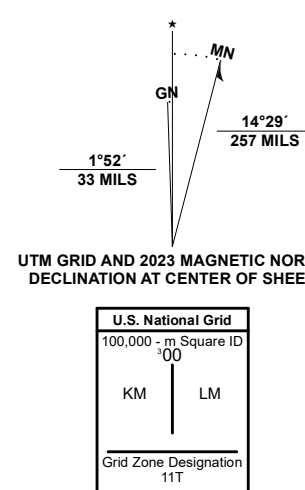 ★
MN
GN
14°29´
257 MILS
1°52´
33 MILS
UTM GRID AND 2023 MAGNETIC NOR
DECLINATION AT CENTER OF SHEE
U.S. National Grid
100,000 - m Square ID
³00
KM LM
Grid Zone Designation
11T